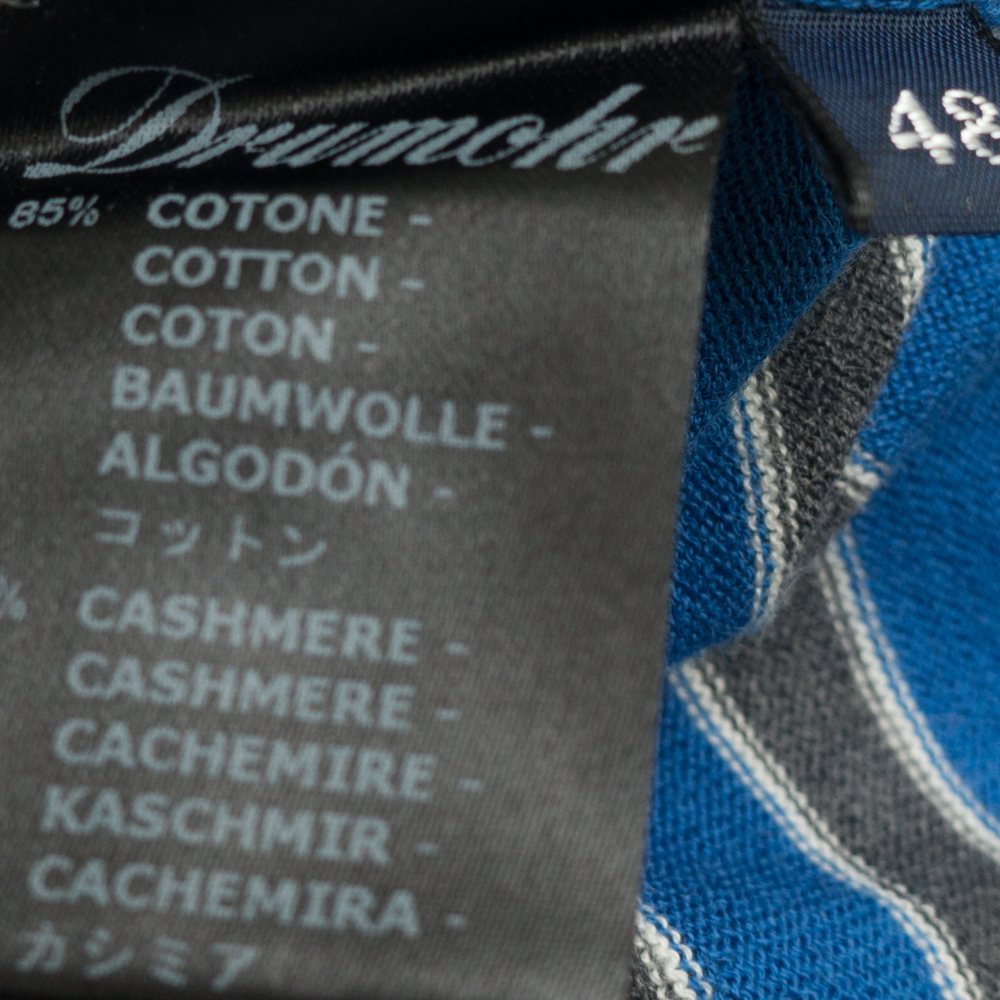 Drumohr
48
85% COTONE -
COTTON -
COTON -
BAUMWOLLE -
ALGODÓN -
コットン
% CASHMERE -
CASHMERE -
CACHEMIRE -
KASCHMIR -
CACHEMIRA -
カシミア